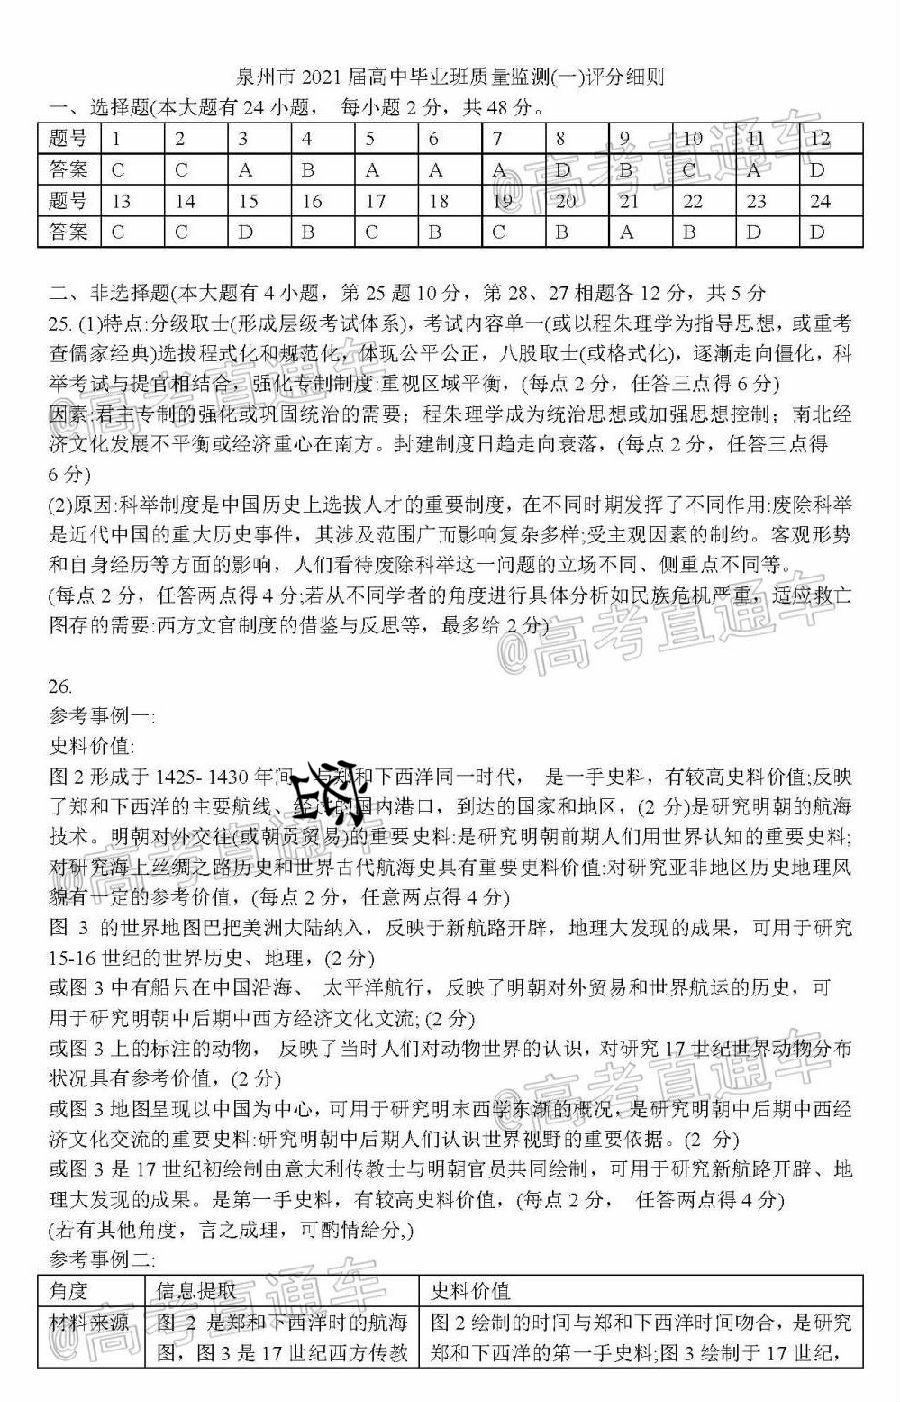 泉州市 2021 届高中毕业班质量监测(一)评分细则
一、选择题(本大题有 24 小题， 每小题 2 分，共 48 分。
题号 1 2 3 4 5 6 7 8 9 10 11 12
答案 C C A B A A A D B C A D
题号 13 14 15 16 17 18 19 20 21 22 23 24
答案 C C D B C B C B A B D D
二、非选择题(本大题有 4 小题，第 25 题 10 分，第 28、27 相题各 12 分，共 5 分
25. (1)特点:分级取士(形成层级考试体系)，考试内容单一(或以程朱理学为指导思想，或重考
查儒家经典)选拔程式化和规范化，体现公平公正，八股取士(或格式化)，逐渐走向僵化，科
举考试与提官相结合，强化专制制度 重视区域平衡，(每点 2 分，任答三点得 6 分)
因素:君主专制的强化或巩固统治的需要；程朱理学成为统治思想或加强思想控制；南北经
济文化发展不平衡或经济重心在南方。封建制度日趋走向衰落，(每点 2 分，任答三点得
6 分)
(2)原因:科举制度是中国历史上选拔人才的重要制度，在不同时期发挥了不同作用:废除科举
是近代中国的重大历史事件，其涉及范围广而影响复杂多样;受主观因素的制约。客观形势
和自身经历等方面的影响，人们看待废除科举这一问题的立场不同、侧重点不同等。
(每点 2 分，任答两点得 4 分;若从不同学者的角度进行具体分析如民族危机严重，适应救亡
图存的需要:西方文官制度的借鉴与反思等，最多给 2 分)
26.
参考事例一:
史料价值:
图 2 形成于 1425- 1430 年间，与郑和下西洋同一时代， 是一手史料，有较高史料价值;反映
了郑和下西洋的主要航线、经过的国内港口，到达的国家和地区，(2 分)是研究明朝的航海
技术。明朝对外交往(或朝贡贸易)的重要史料:是研究明朝前期人们用世界认知的重要史料;
对研究海上丝绸之路历史和世界古代航海史具有重要史料价值:对研究亚非地区历史地理风
貌有一定的参考价值，(每点 2 分，任意两点得 4 分)
图 3 的世界地图巴把美洲大陆纳入，反映于新航路开辟，地理大发现的成果，可用于研究
15-16 世纪的世界历史、地理，(2 分)
或图 3 中有船只在中国沿海、 太平洋航行，反映了明朝对外贸易和世界航运的历史，可
用于研究明朝中后期中西方经济文化文流; (2 分)
或图 3 上的标注的动物， 反映了当时人们对动物世界的认识，对研究 17 世纪世界动物分布
状况具有参考价值，(2 分)
或图 3 地图呈现以中国为中心，可用于研究明末西学东渐的概况，是研究明朝中后期中西经
济文化交流的重要史料:研究明朝中后期人们认识世界视野的重要依据。(2 分)
或图 3 是 17 世纪初绘制由意大利传教士与明朝官员共同绘制，可用于研究新航路开辟、地
理大发现的成果。是第一手史料，有较高史料价值，(每点 2 分， 任答两点得 4 分)
(右有其他角度，言之成理，可酌情給分,)
参考事例二:
角度 信息提取 史料价值
材料来源 图 2 是郑和下西洋时的航海 图 2 绘制的时间与郑和下西洋时间吻合，是研究
图，图 3 是 17 世纪西方传教 郑和下西洋的第一手史料;图 3 绘制于 17 世纪，
@高考直通车
@高考直通车
@高考直通车
@高考直通车
@高考直通车
@高考直通车